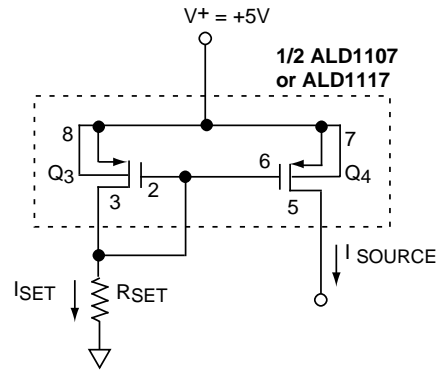 V+ = +5V
1/2 ALD1107
or ALD1117
8
7
Q3
2
6
Q4
3
5
ISET
RSET
I SOURCE